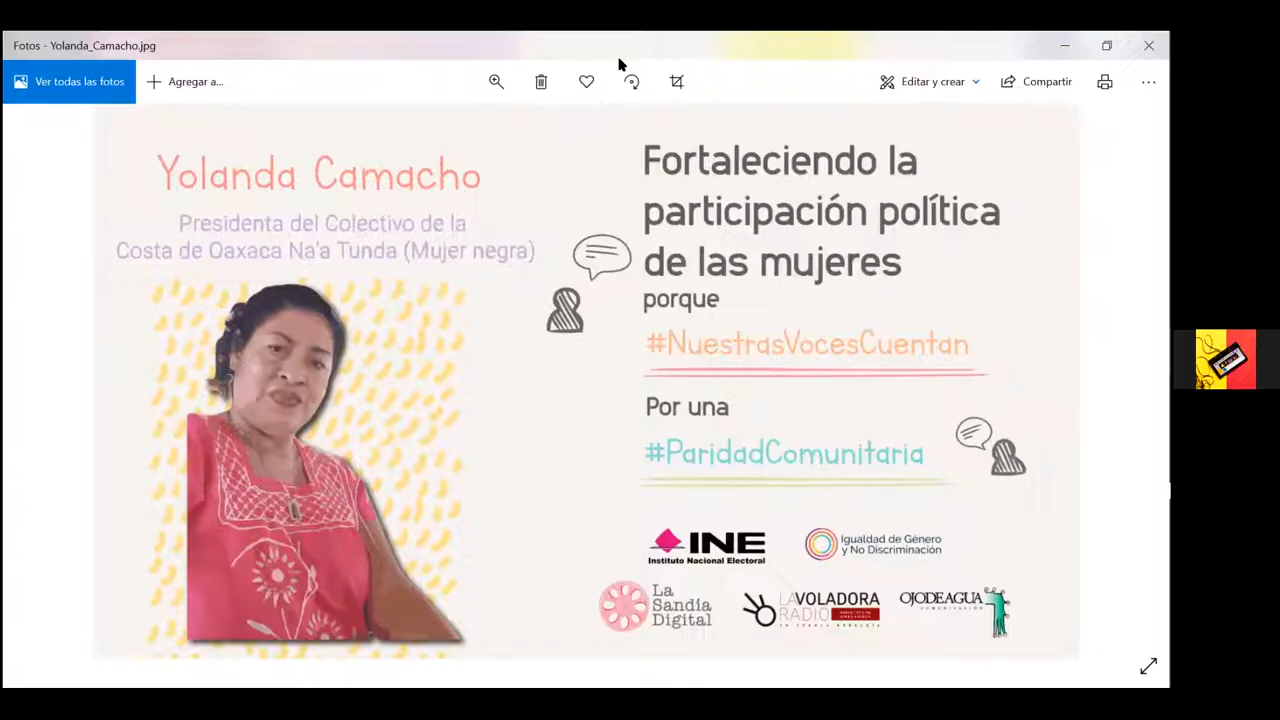 Fotos - Yolanda_Camacho.jpg
Ver todas las fotos
Agregar a...
Editar y crear
Compartir
Yolanda Camacho
Presidenta del Colectivo de la
Costa de Oaxaca Na'a Tunda (Mujer negra)
Fortaleciendo la
participación política
de las mujeres
porque
#NuestrasVocesCuentan
Por una
#ParidadComunitaria
INE
Instituto Nacional Electoral
Igualdad de Género
y No Discriminación
La
Sandía
Digital
LAVOLADORA
RADIO
OJODEAGUA
COMUNICACIÓN